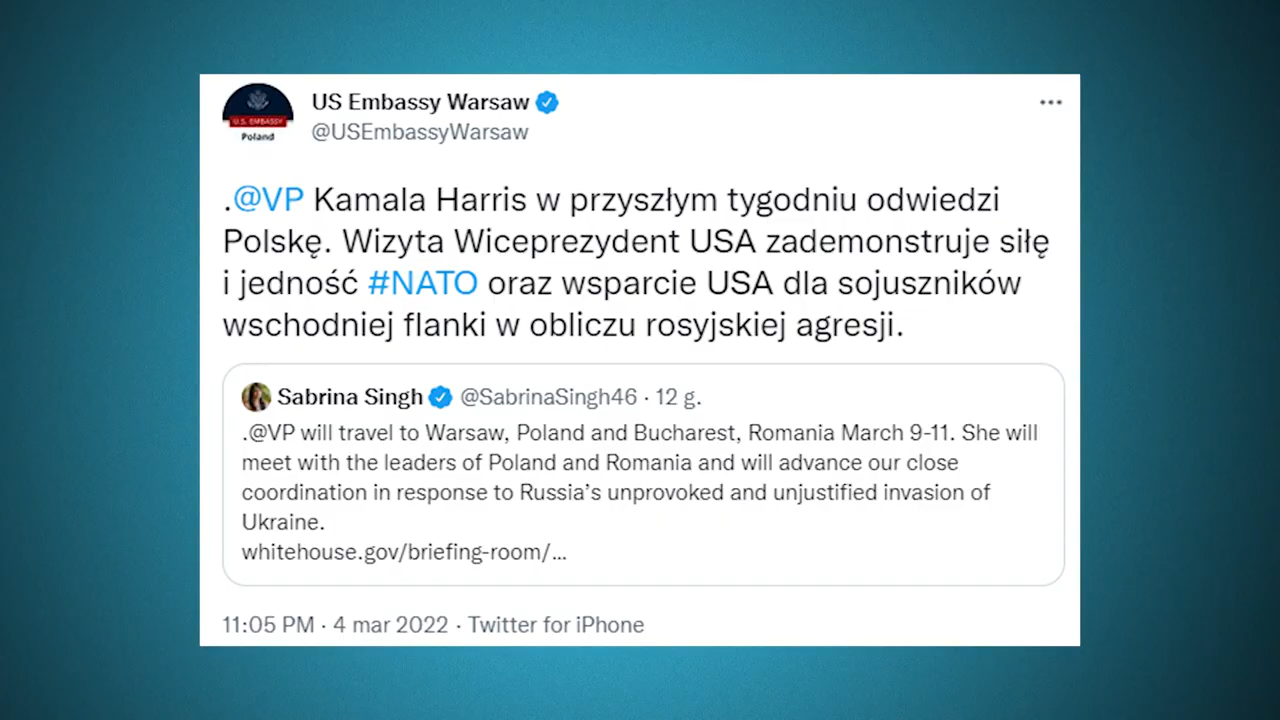 US Embassy Warsaw
@USEmbassyWarsaw
U.S. EMBASSY
Poland
.@VP Kamala Harris w przyszłym tygodniu odwiedzi
Polskę. Wizyta Wiceprezydent USA zademonstruje siłę
i jedność #NATO oraz wsparcie USA dla sojuszników
wschodniej flanki w obliczu rosyjskiej agresji.
Sabrina Singh @SabrinaSingh46 · 12 g.
.@VP will travel to Warsaw, Poland and Bucharest, Romania March 9-11. She will
meet with the leaders of Poland and Romania and will advance our close
coordination in response to Russia’s unprovoked and unjustified invasion of
Ukraine.
whitehouse.gov/briefing-room/…
11:05 PM · 4 mar 2022 · Twitter for iPhone